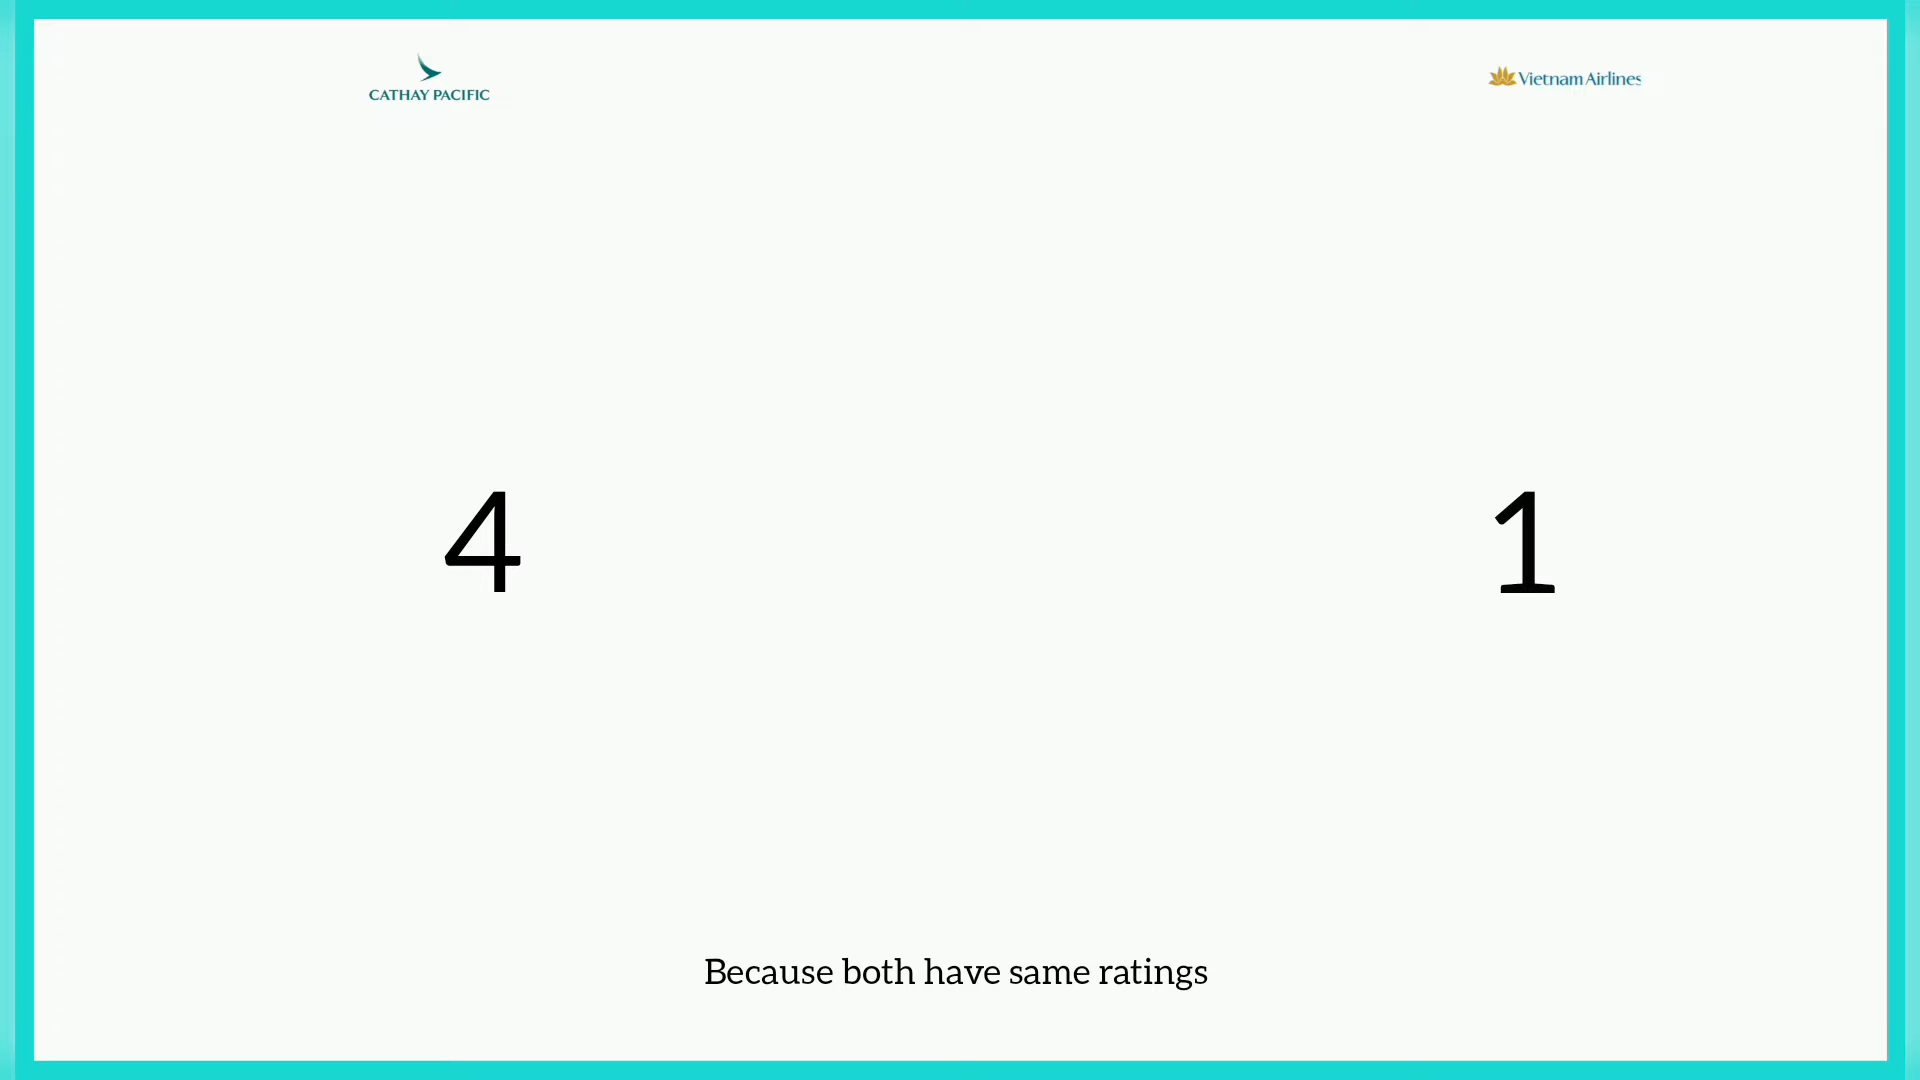 CATHAY PACIFIC
Vietnam Airlines
4
1
Because both have same ratings